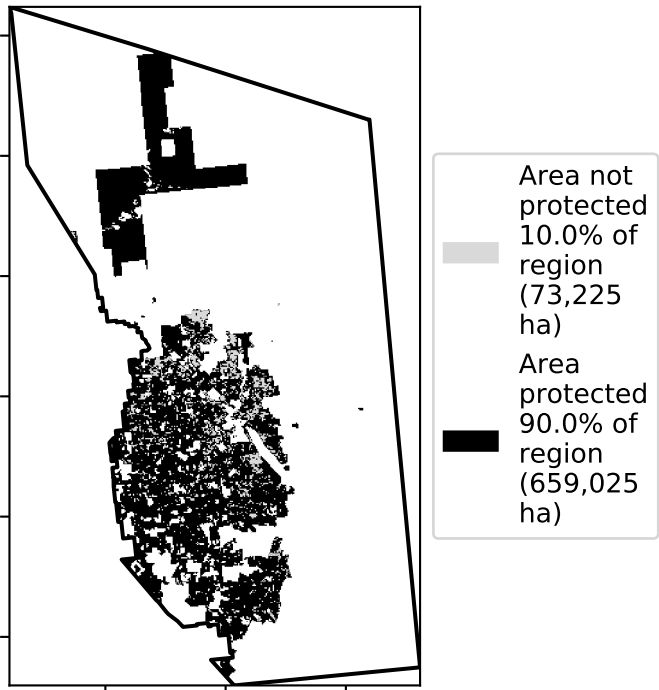 Area not
protected
10.0% of
region
(73,225
ha)
Area
protected
90.0% of
region
(659,025
ha)